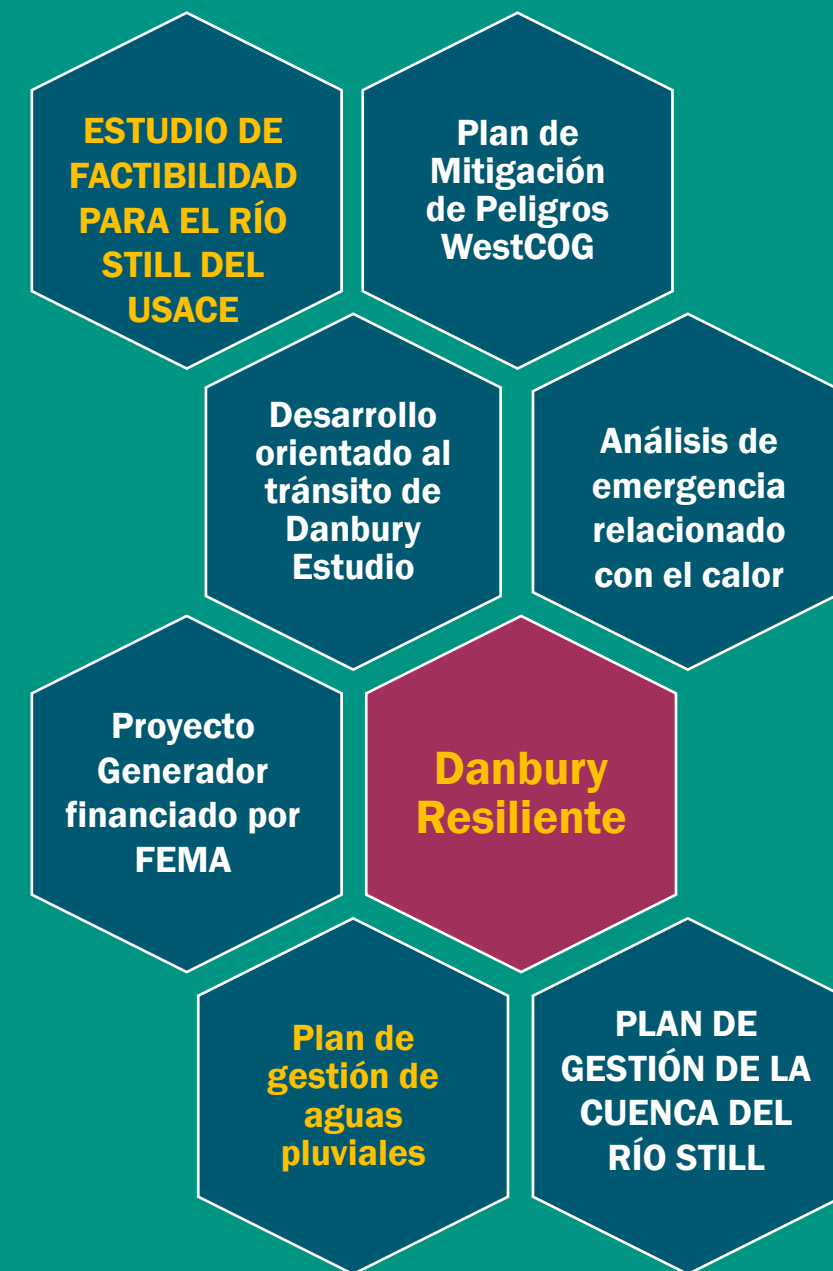 ESTUDIO DE
FACTIBILIDAD
PARA EL RÍO
STILL DEL
USACE
Plan de
Mitigación
de Peligros
WestCOG
Desarrollo
orientado al
tránsito de
Danbury
Estudio
Análisis de
emergencia
relacionado
con el calor
Proyecto
Generador
financiado por
FEMA
Danbury
Resiliente
Plan de
gestión de
aguas
pluviales
PLAN DE
GESTIÓN DE LA
CUENCA DEL
RÍO STILL